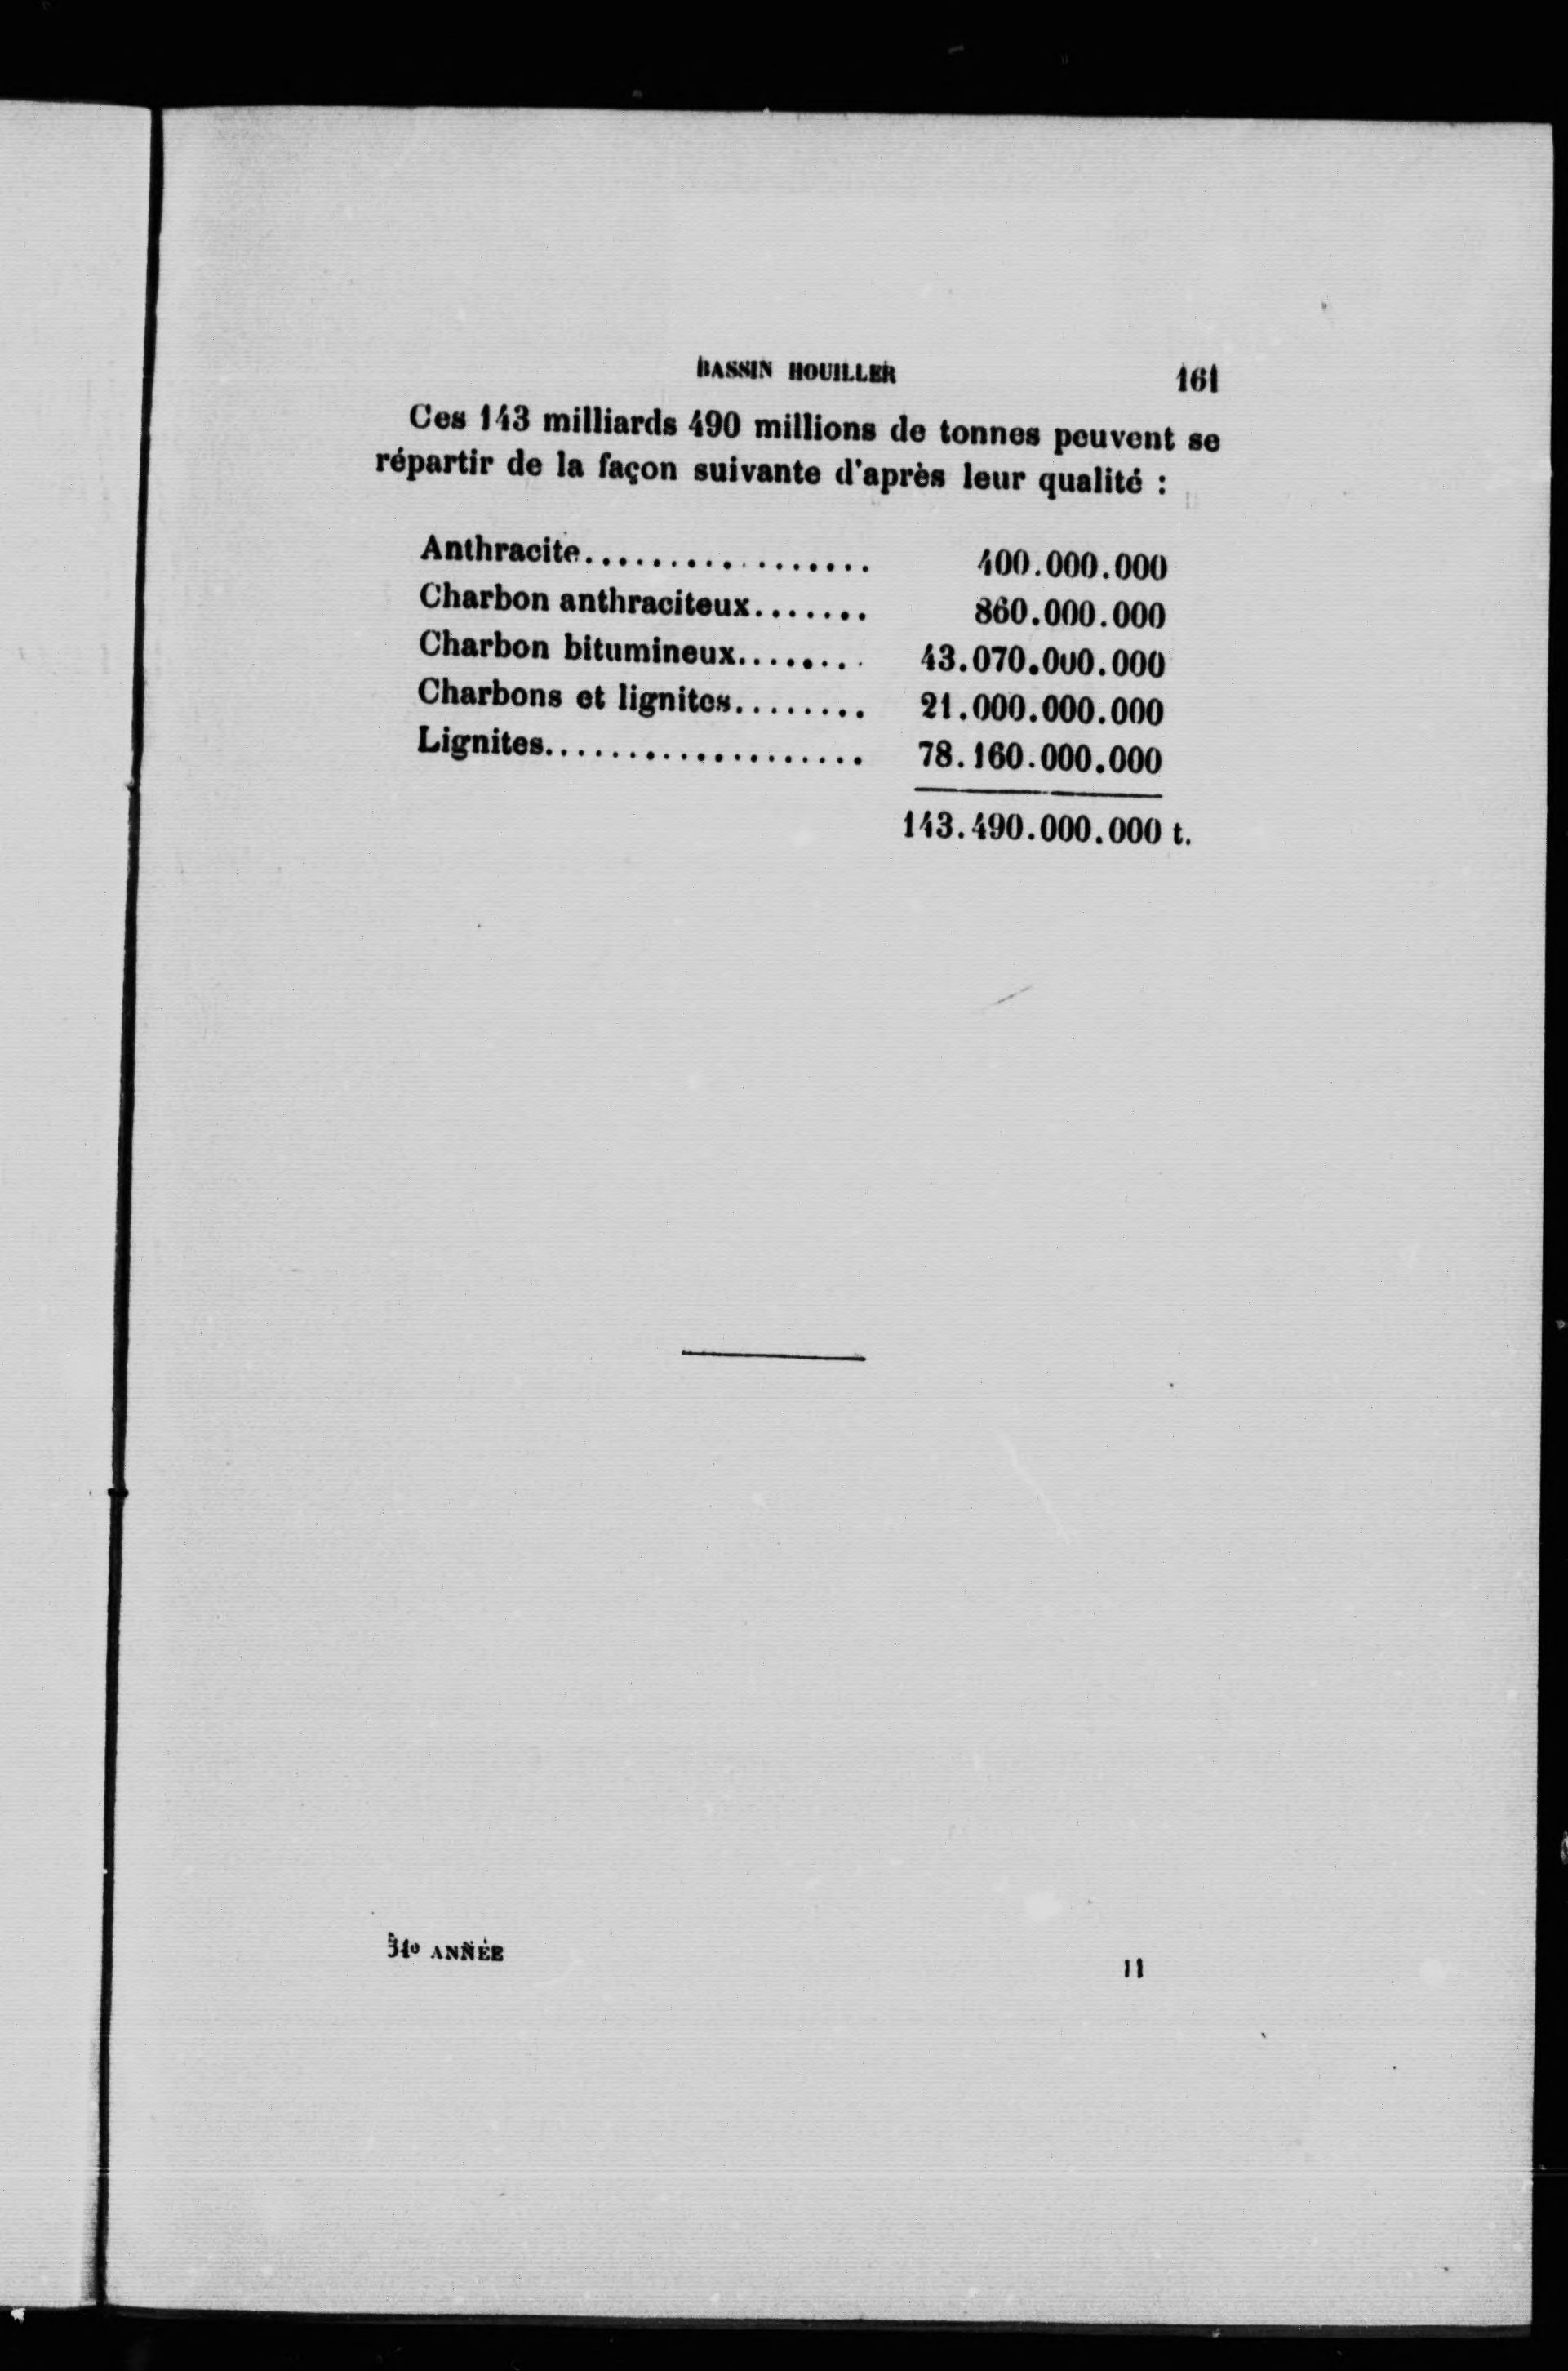 BASSIN HOUILLER 161
Ces 143 milliards 490 millions de tonnes peuvent se
répartir de la façon suivante d'après leur qualité :
Anthracite................. 400.000.000
Charbon anthraciteux....... 860.000.000
Charbon bitumineux........ 43.070.000.000
Charbons et lignites........ 21.000.000.000
Lignites................... 78.160.000.000
143.490.000.000 t.
ANNÉE 11